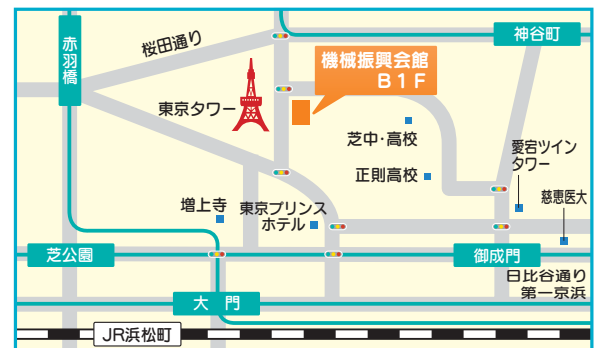 神谷町
赤羽橋
桜田通り
機械振興会館
B1F
東京タワー
芝中・高校
愛宕ツイン
タワー
正則高校
慈恵医大
増上寺
東京プリンス
ホテル
芝公園
御成門
日比谷通り
第一京浜
大門
JR浜松町